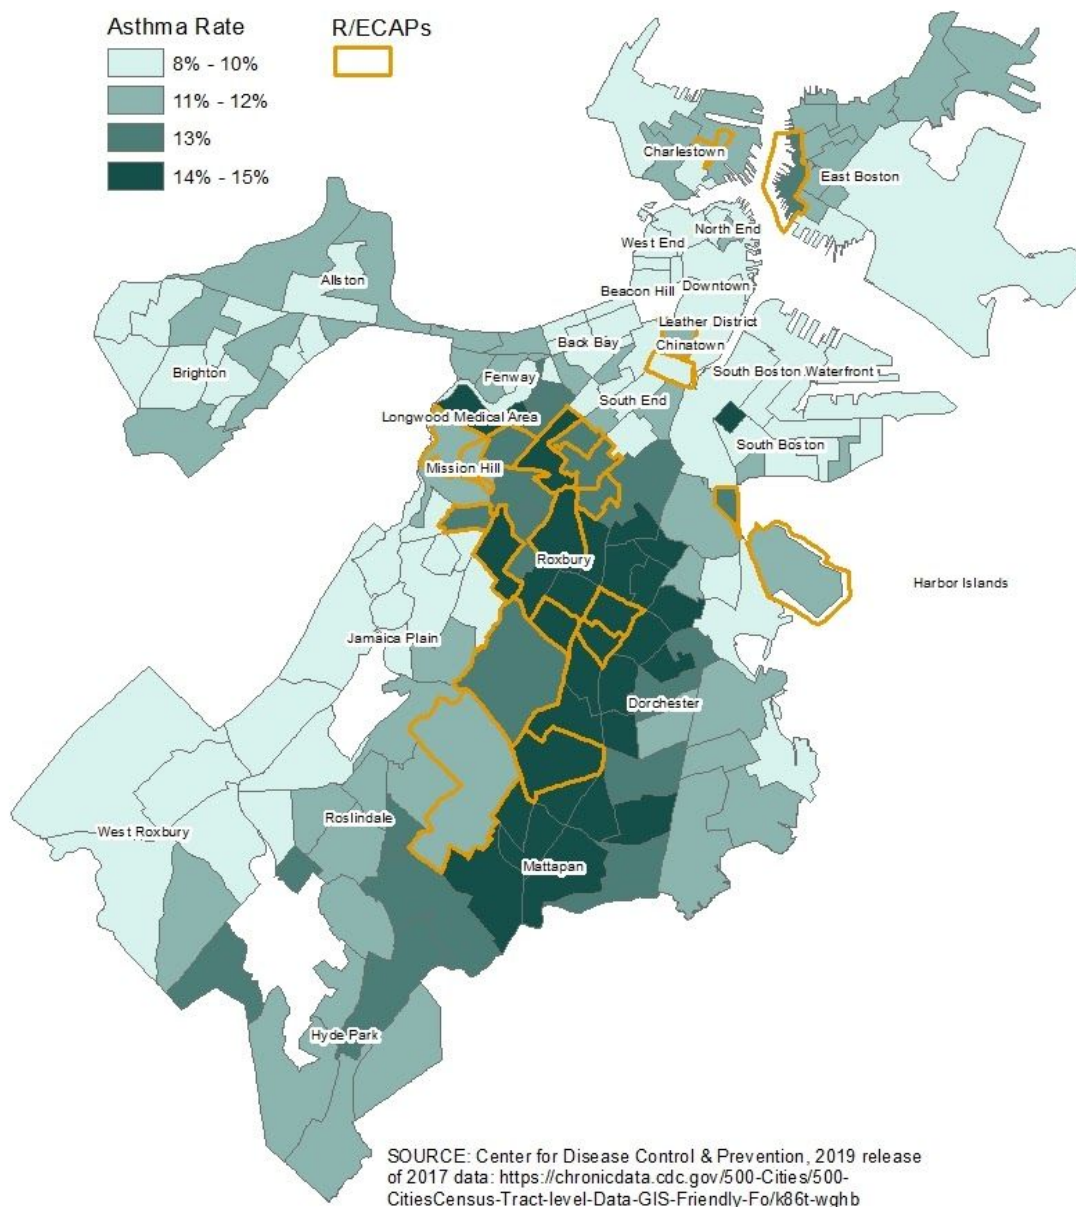 Asthma Rate
R/ECAPs
8% - 10%
11% - 12%
13%
14% - 15%
Charlestown
East Boston
North End
West End
Allston
Beacon Hill
Downtown
Leather District
Back Bay
Chinatown
Brighton
Fenway
South Boston Waterfront
South End
Longwood Medical Area
South Boston
Mission Hill
Roxbury
Harbor Islands
Jamaica Plain
Dorchester
Roslindale
West Roxbury
Mattapan
Hyde Park
SOURCE: Center for Disease Control & Prevention, 2019 release
of 2017 data: https://chronicdata.cdc.gov/500-Cities/500-
CitiesCensus-Tract-level-Data-GIS-Friendly-Fo/k86t-wghb